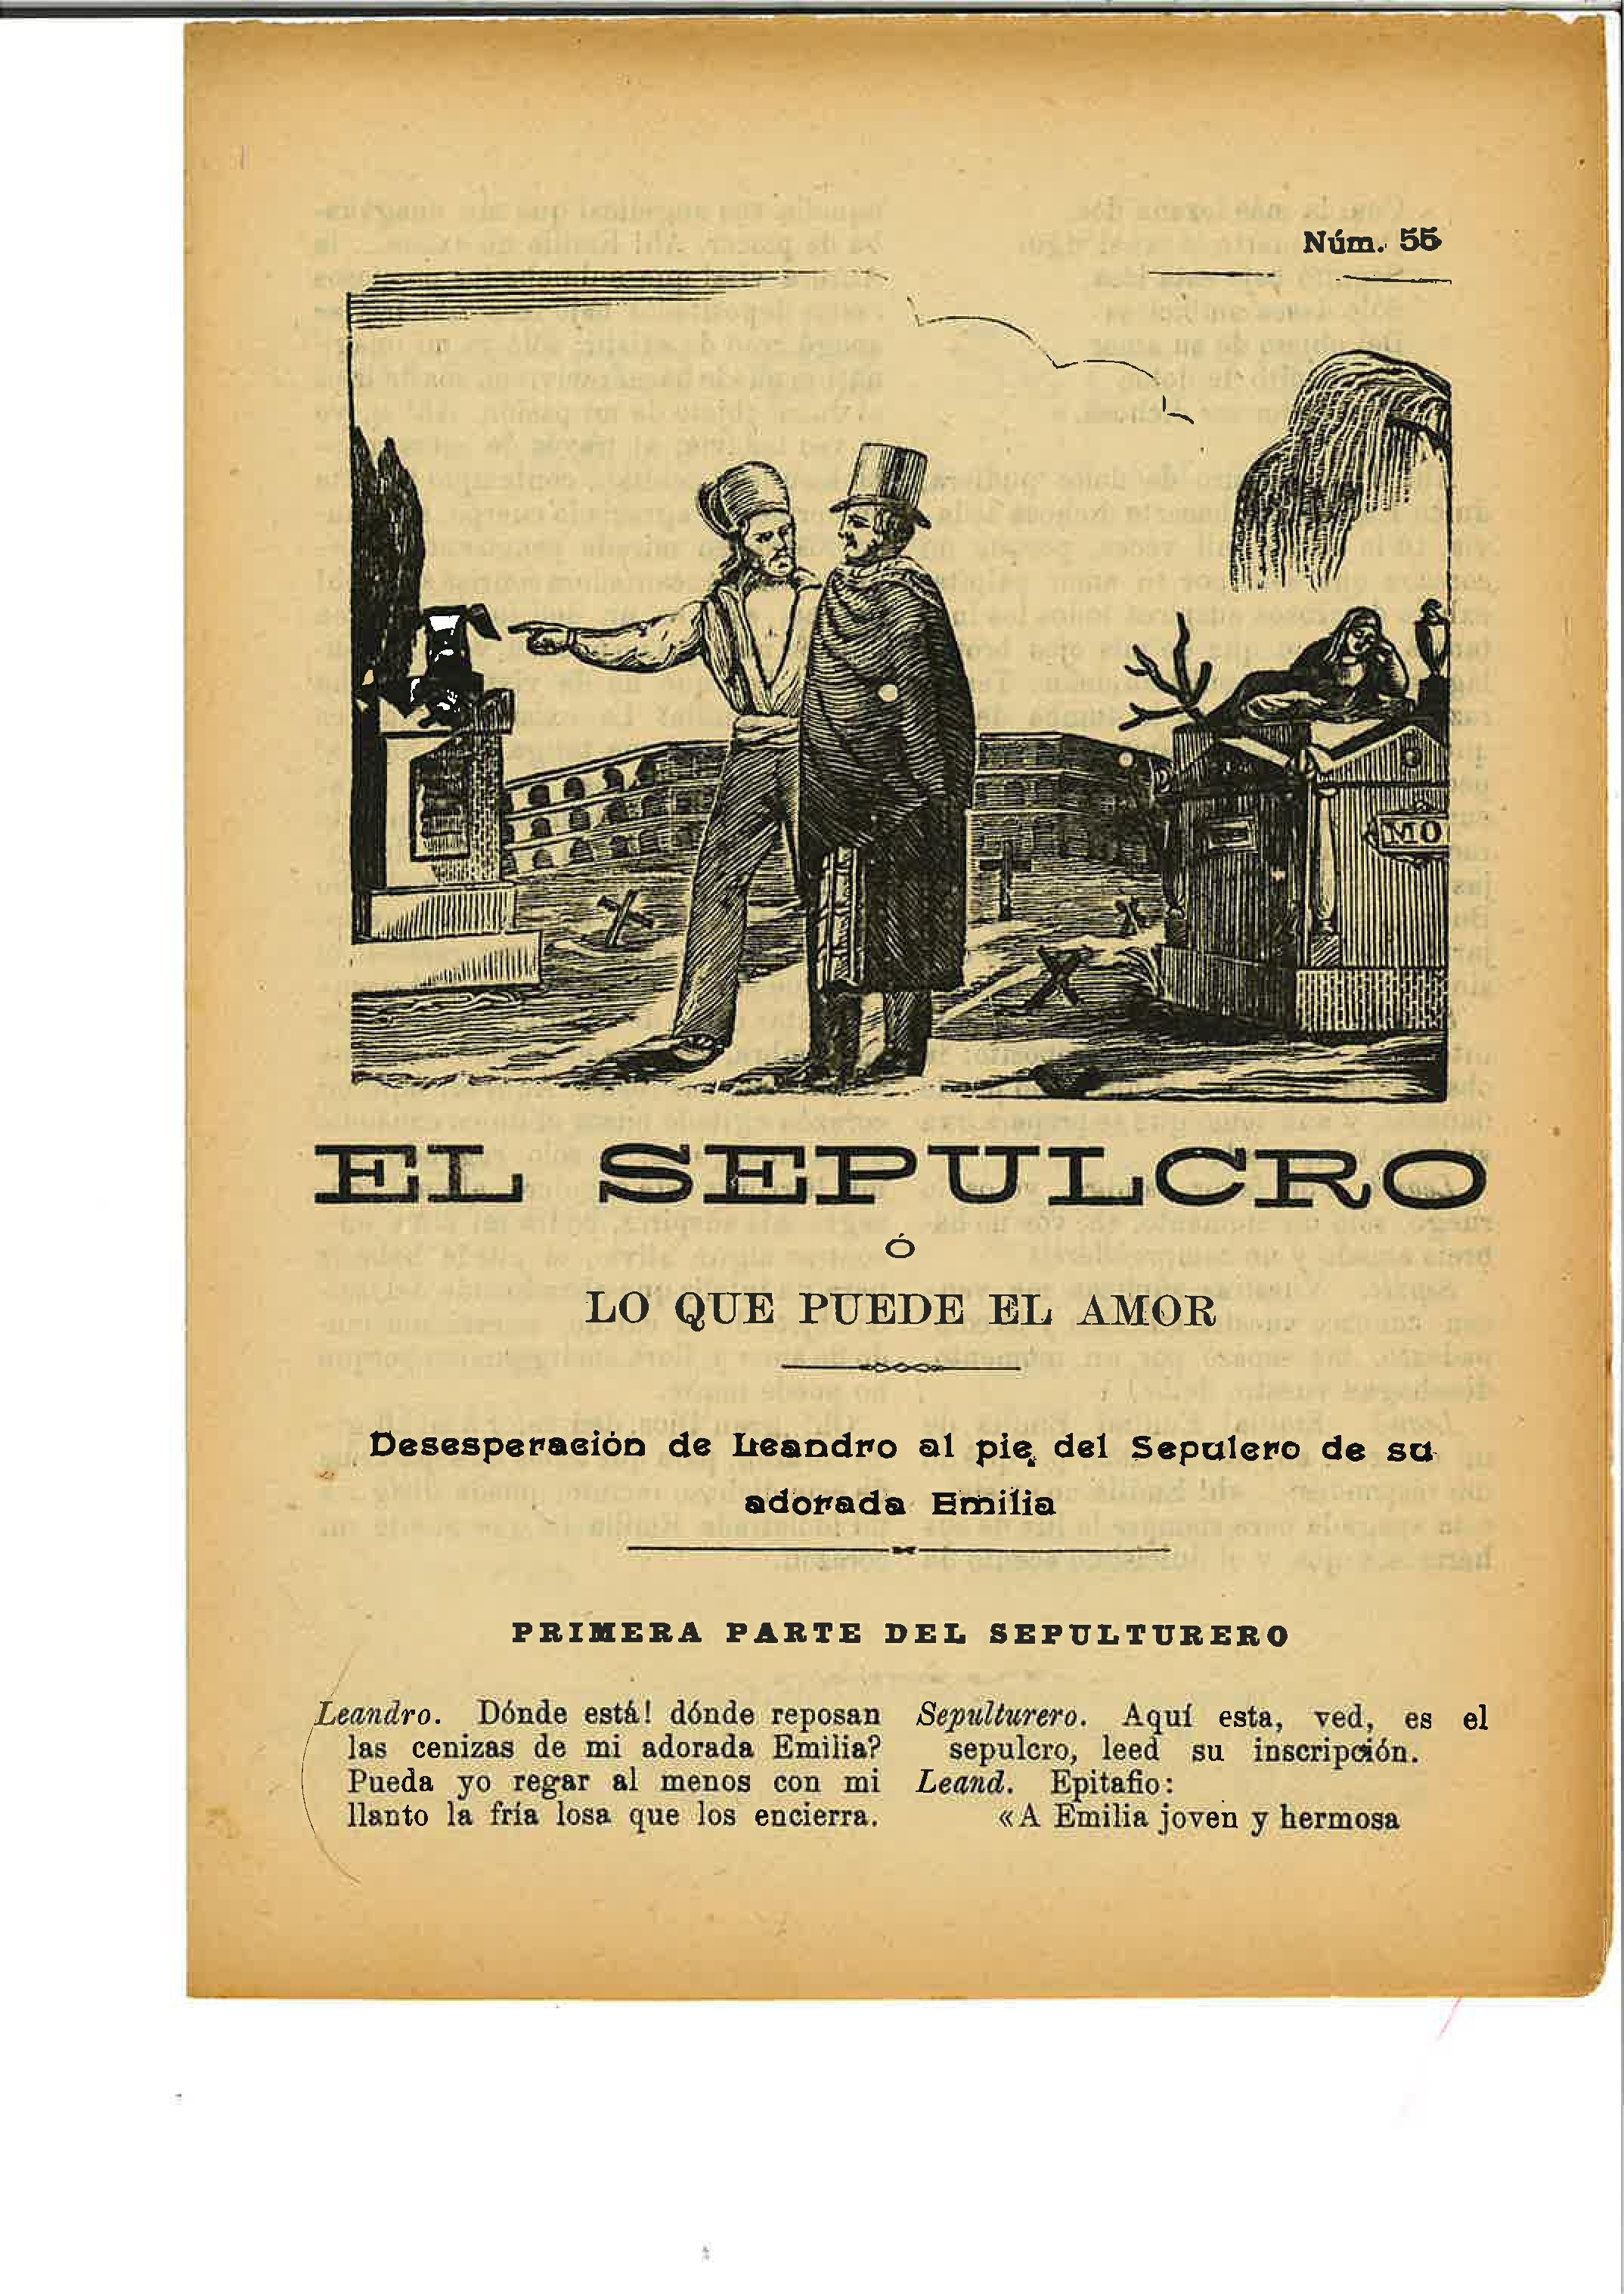 Núm. 55
MO
EL SEPULCRO
Ó
LO QUE PUEDE EL AMOR
Desesperación de Leandro al pie del Sepulcro de su
adorada Emilia
PRIMERA PARTE DEL SEPULTURERO
Leandro. Dónde está! dónde reposan
las cenizas de mi adorada Emilia?
Pueda yo regar al menos con mi
llanto la fría losa que los encierra.
Sepulturero. Aquí esta, ved, es el
sepulcro, leed su inscripción.
Leand. Epitafio:
«A Emilia joven y hermosa